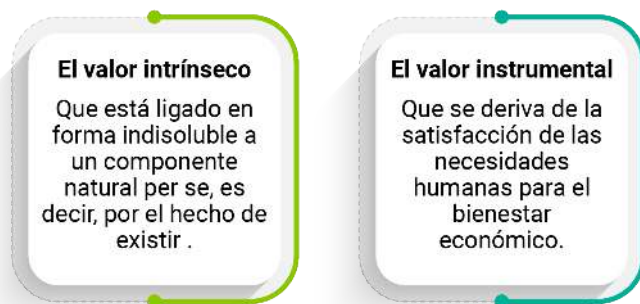 El valor intrínseco
Que está ligado en
forma indisoluble a
un componente
natural per se, es
decir, por el hecho de
existir .
El valor instrumental
Que se deriva de la
satisfacción de las
necesidades
humanas para el
bienestar
económico.